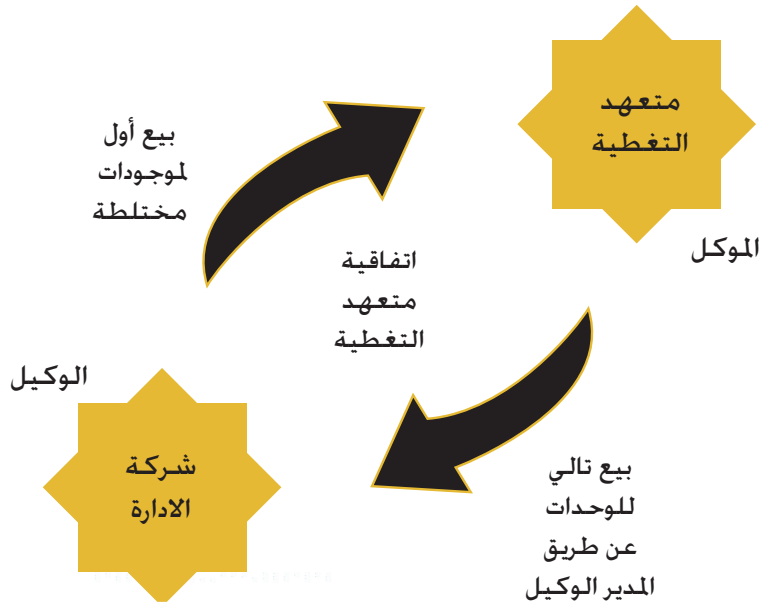 متعهد
التغطية
الموكل
بيع أول
لموجودات
مختلطة
اتفاقية
متعهد
التغطية
الوكيل
شركة
الادارة
بيع تالي
للوحدات
عن طريق
المدير الوكيل